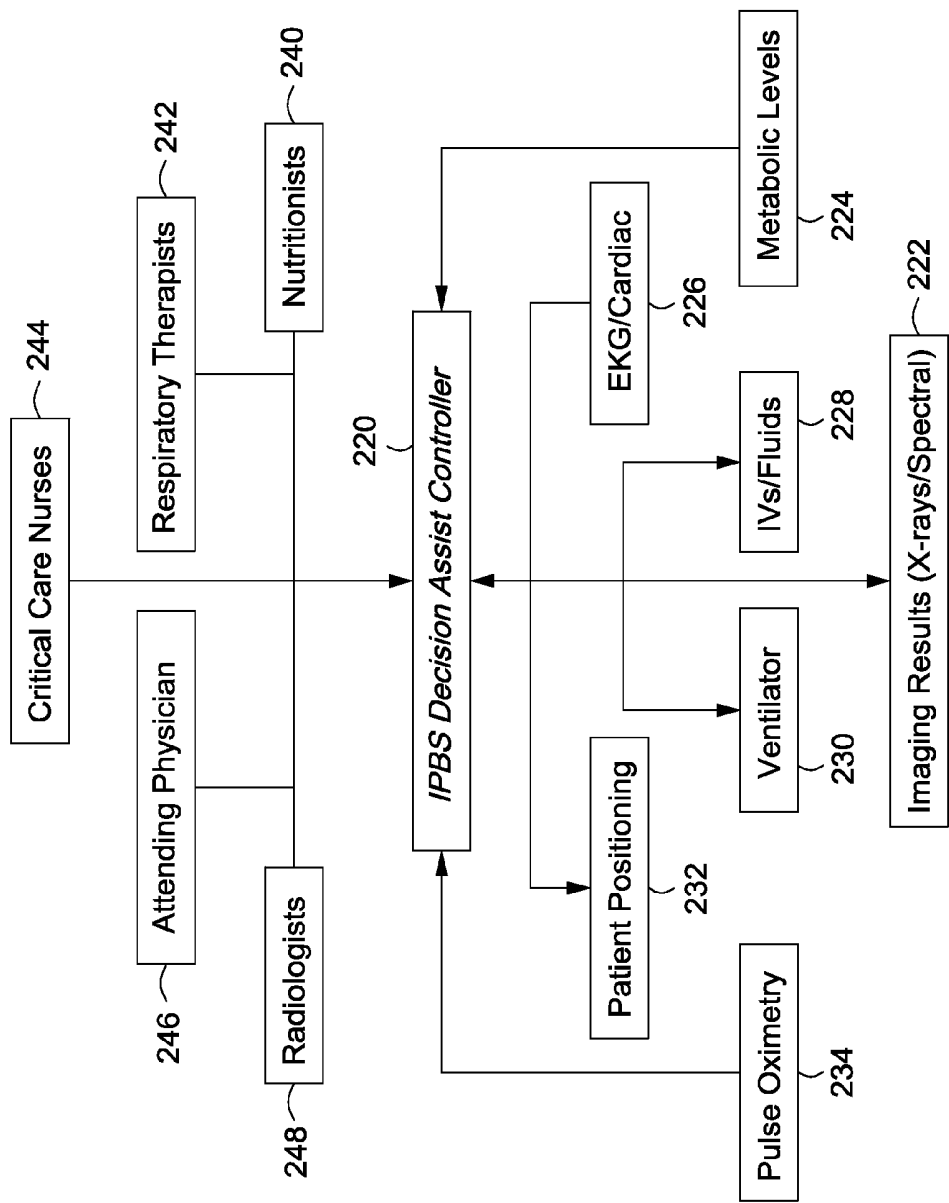 Critical Care Nurses
244
Attending Physician
246
Respiratory Therapists
242
Radiologists
248
Nutritionists
240
220
IPBS Decision Assist Controller
Patient Positioning
232
EKG/Cardiac
226
Pulse Oximetry
234
Ventilator
230
IVs/Fluids
228
Metabolic Levels
224
Imaging Results (X-rays/Spectral)
222